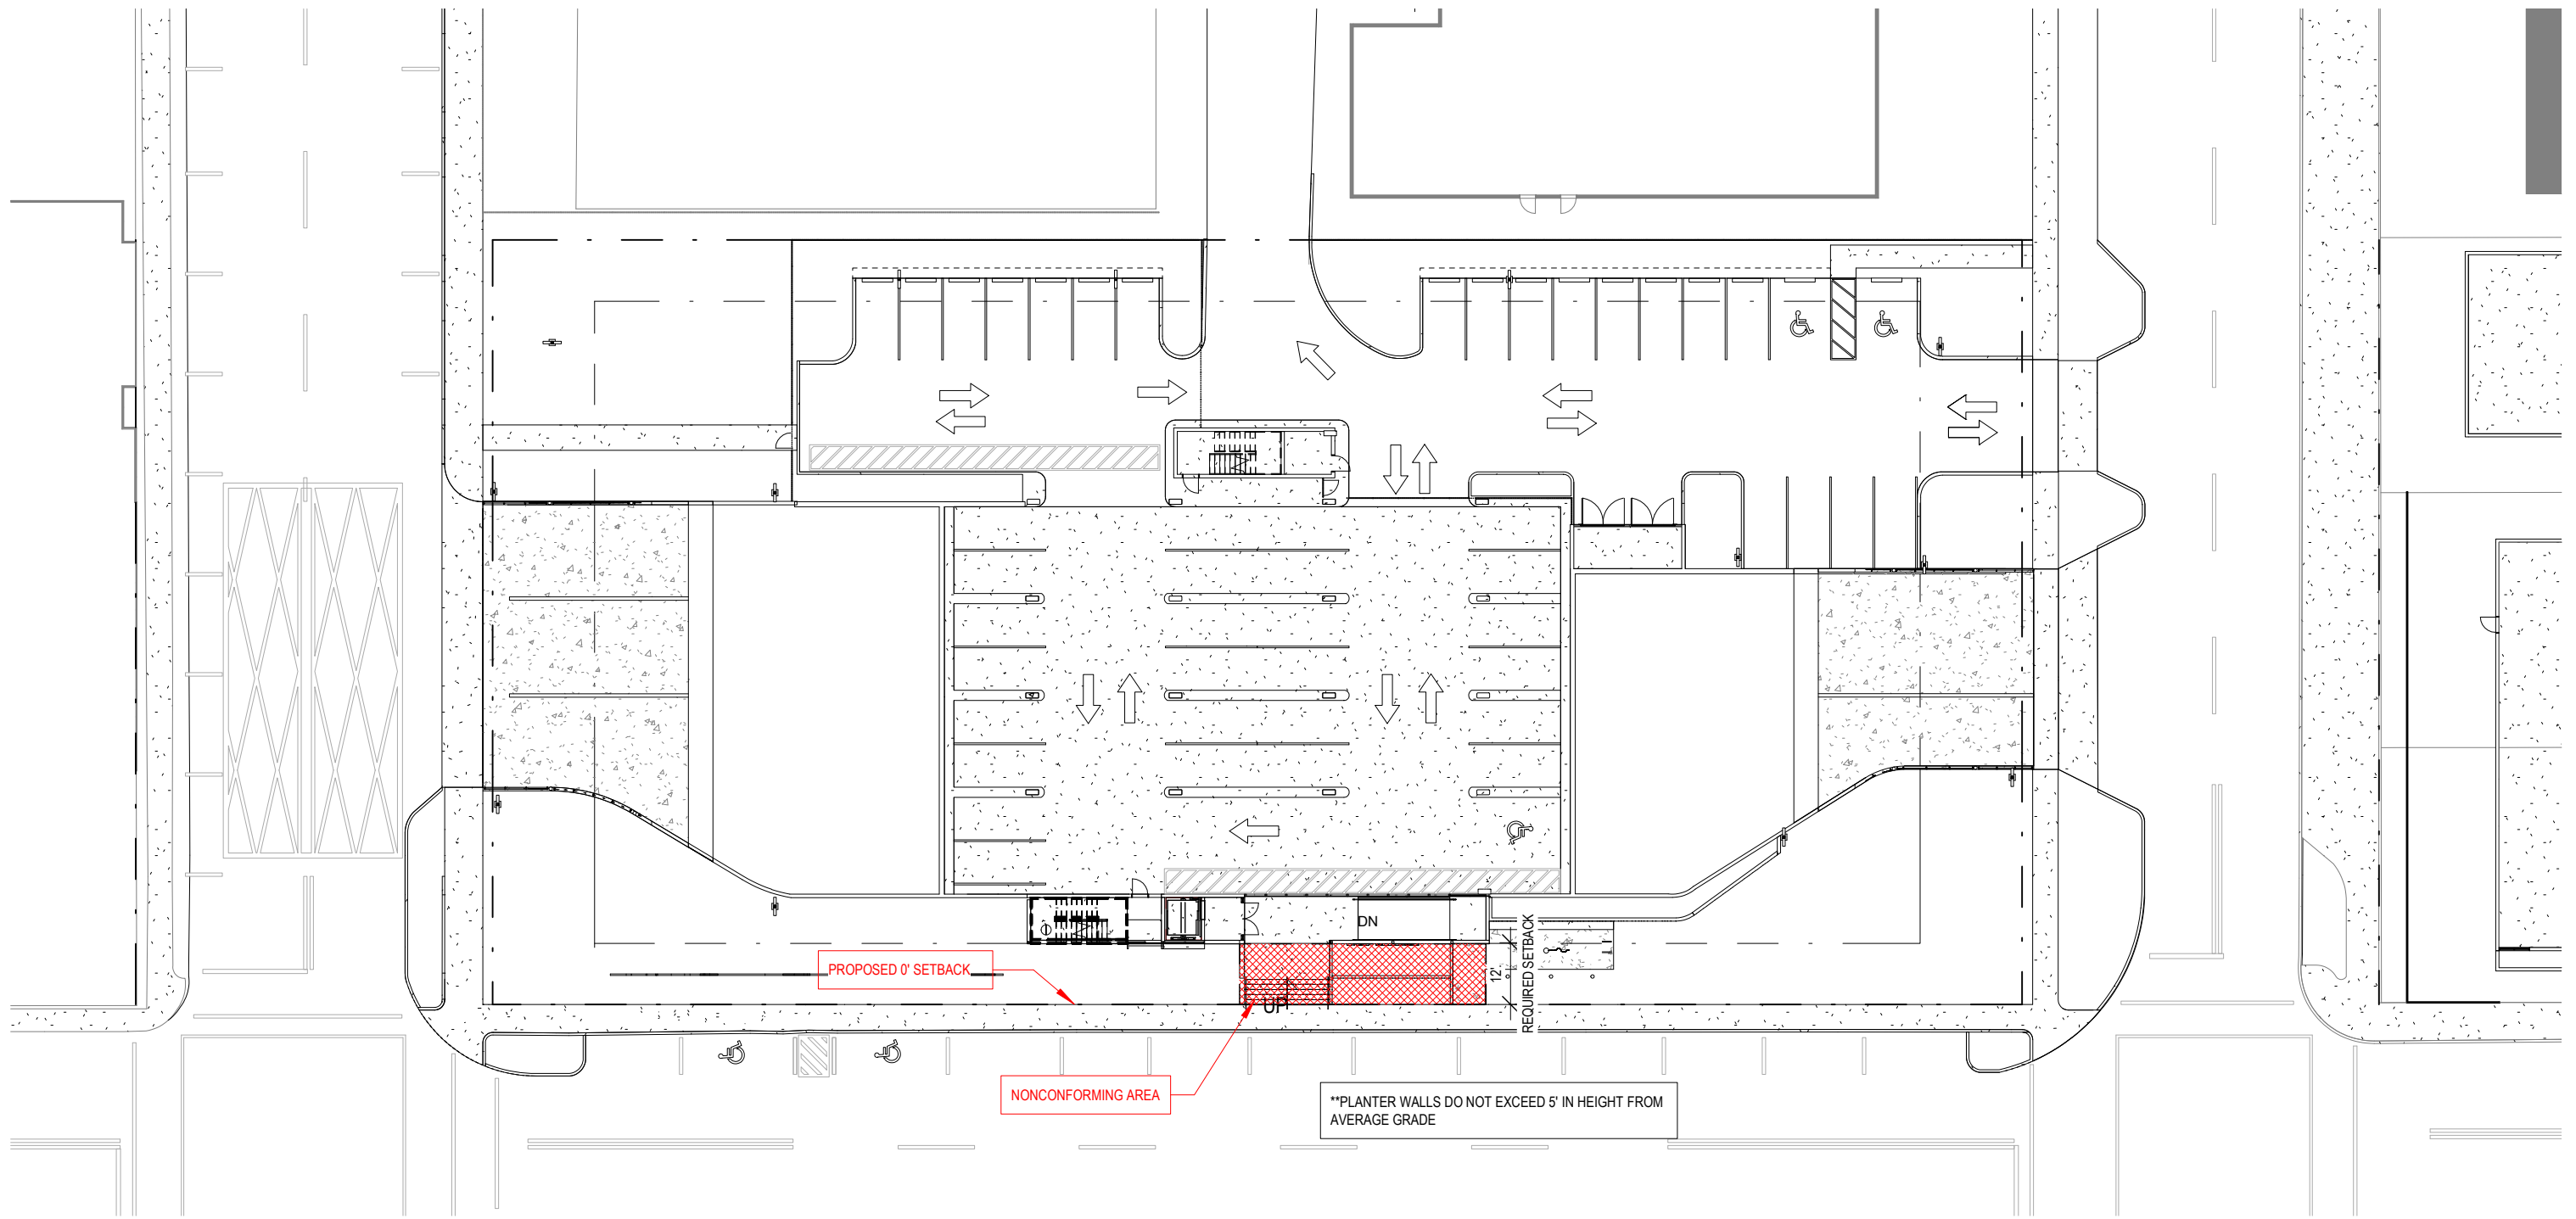 DN
PROPOSED 0' SETBACK
12'
REQUIRED SETBACK
UP
NONCONFORMING AREA
**PLANTER WALLS DO NOT EXCEED 5' IN HEIGHT FROM
AVERAGE GRADE